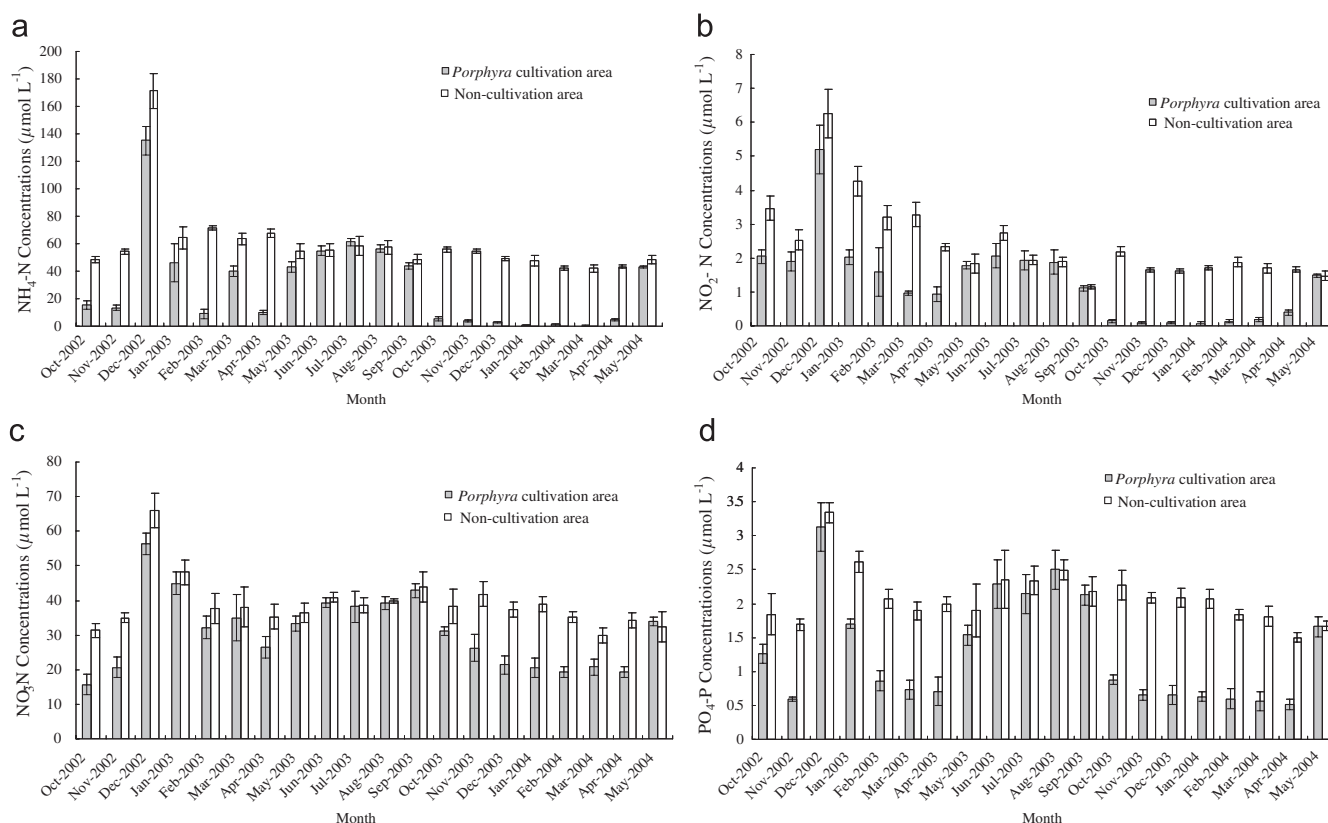 a
NH4-N Concentrations (µmol L-1)
200
180
160
140
120
100
80
60
40
20
0
Porphyra cultivation area
Non-cultivation area
Oct-2002
Nov-2002
Dec-2002
Jan-2003
Feb-2003
Mar-2003
Apr-2003
May-2003
Jun-2003
Jul-2003
Aug-2003
Sep-2003
Oct-2003
Nov-2003
Dec-2003
Jan-2004
Feb-2004
Mar-2004
Apr-2004
May-2004
Month
b
NO2- N Concentrations (µmol L-1)
8
7
6
5
4
3
2
1
0
Porphyra cultivation area
Non-cultivation area
Oct-2002
Nov-2002
Dec-2002
Jan-2003
Feb-2003
Mar-2003
Apr-2003
May-2003
Jun-2003
Jul-2003
Aug-2003
Sep-2003
Oct-2003
Nov-2003
Dec-2003
Jan-2004
Feb-2004
Mar-2004
Apr-2004
May-2004
Month
c
NO3N Concentrations (µmol L-1)
80
70
60
50
40
30
20
10
0
Porphyra cultivation area
Non-cultivation area
Oct-2002
Nov-2002
Dec-2002
Jan-2003
Feb-2003
Mar-2003
Apr-2003
May-2003
Jun-2003
Jul-2003
Aug-2003
Sep-2003
Oct-2003
Nov-2003
Dec-2003
Jan-2004
Feb-2004
Mar-2004
Apr-2004
May-2004
Month
d
PO4-P Concentrations (µmol L-1)
4
3.5
3
2.5
2
1.5
1
0.5
0
Porphyra cultivation area
Non-cultivation area
Oct-2002
Nov-2002
Dec-2002
Jan-2003
Feb-2003
Mar-2003
Apr-2003
May-2003
Jun-2003
Jul-2003
Aug-2003
Sep-2003
Oct-2003
Nov-2003
Dec-2003
Jan-2004
Feb-2004
Mar-2004
Apr-2004
May-2004
Month